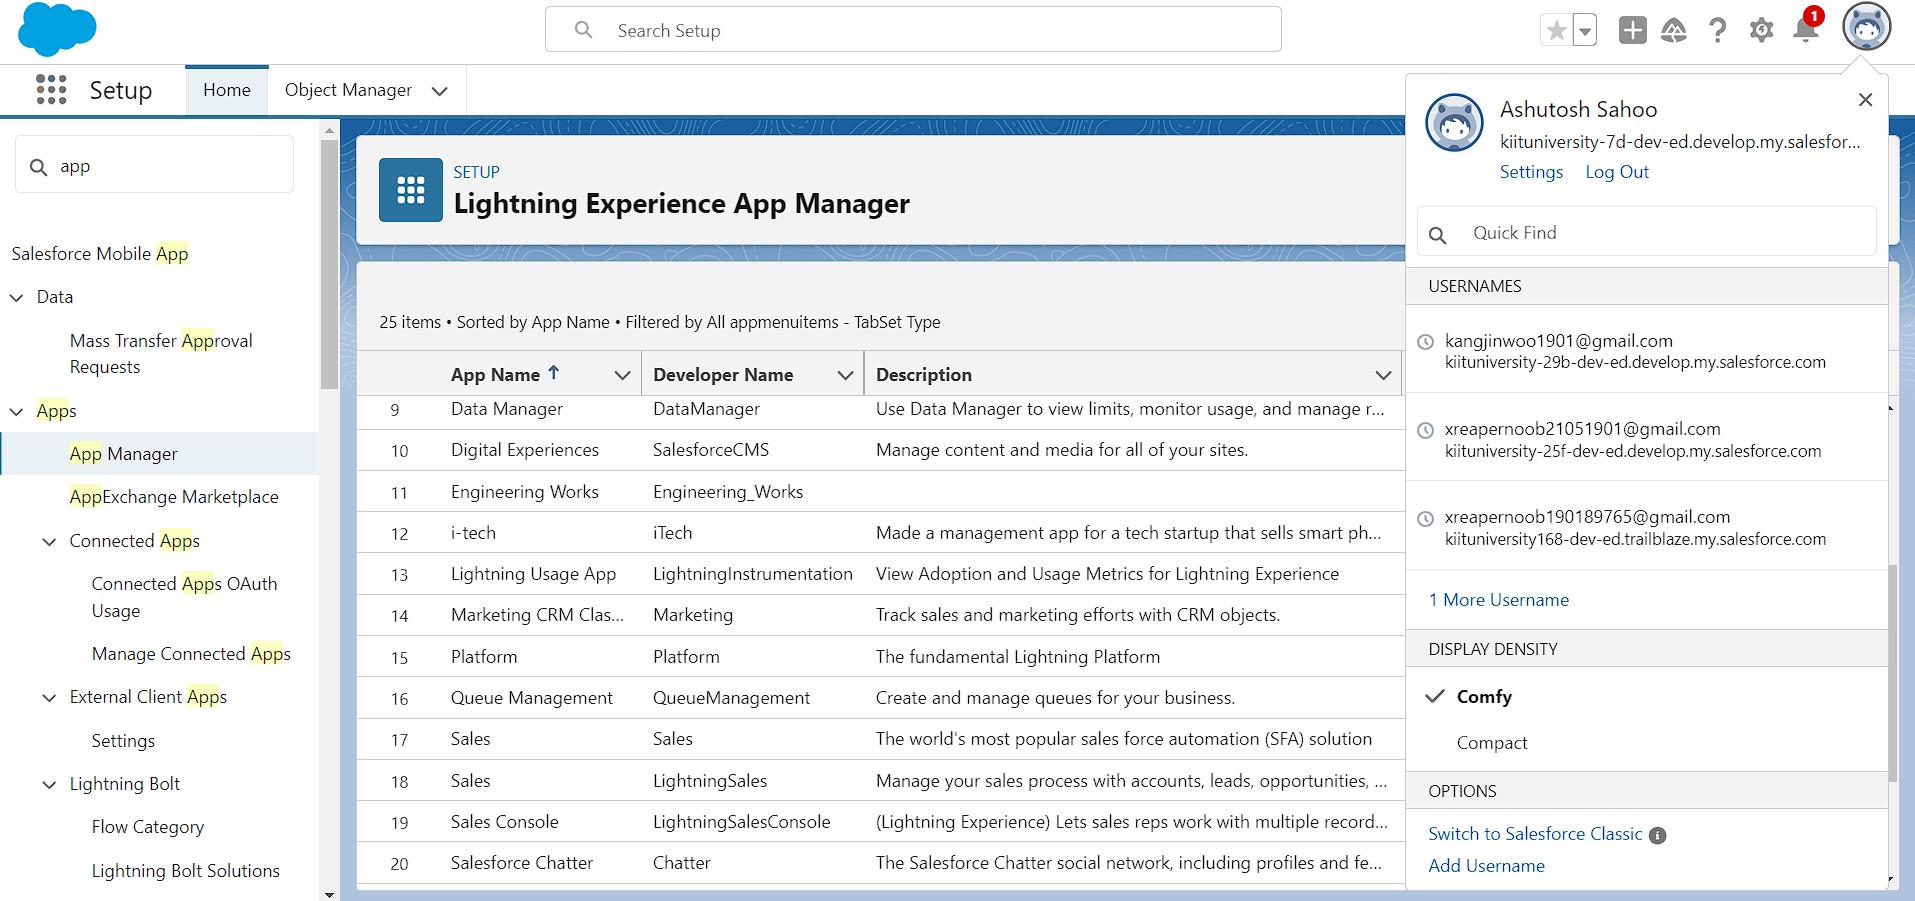 Search Setup
1
Setup
Home
Object Manager
app
Salesforce Mobile App
Data
Mass Transfer Approval
Requests
Apps
App Manager
AppExchange Marketplace
Connected Apps
Connected Apps OAuth
Usage
Manage Connected Apps
External Client Apps
Settings
Lightning Bolt
Flow Category
Lightning Bolt Solutions
SETUP
Lightning Experience App Manager
25 items • Sorted by App Name • Filtered by All appmenuitems - TabSet Type
App Name Developer Name Description
9 Data Manager DataManager Use Data Manager to view limits, monitor usage, and manage r...
10 Digital Experiences SalesforceCMS Manage content and media for all of your sites.
11 Engineering Works Engineering_Works
12 i-tech iTech Made a management app for a tech startup that sells smart ph...
13 Lightning Usage App LightningInstrumentation View Adoption and Usage Metrics for Lightning Experience
14 Marketing CRM Clas... Marketing Track sales and marketing efforts with CRM objects.
15 Platform Platform The fundamental Lightning Platform
16 Queue Management QueueManagement Create and manage queues for your business.
17 Sales Sales The world's most popular sales force automation (SFA) solution
18 Sales LightningSales Manage your sales process with accounts, leads, opportunities, ...
19 Sales Console LightningSalesConsole (Lightning Experience) Lets sales reps work with multiple record...
20 Salesforce Chatter Chatter The Salesforce Chatter social network, including profiles and fe...
Ashutosh Sahoo
kiituniversity-7d-dev-ed.develop.my.salesfor...
Settings Log Out
Quick Find
USERNAMES
kangjinwoo1901@gmail.com
kiituniversity-29b-dev-ed.develop.my.salesforce.com
xreapernoob21051901@gmail.com
kiituniversity-25f-dev-ed.develop.my.salesforce.com
xreapernoob190189765@gmail.com
kiituniversity168-dev-ed.trailblaze.my.salesforce.com
1 More Username
DISPLAY DENSITY
Comfy
Compact
OPTIONS
Switch to Salesforce Classic
Add Username